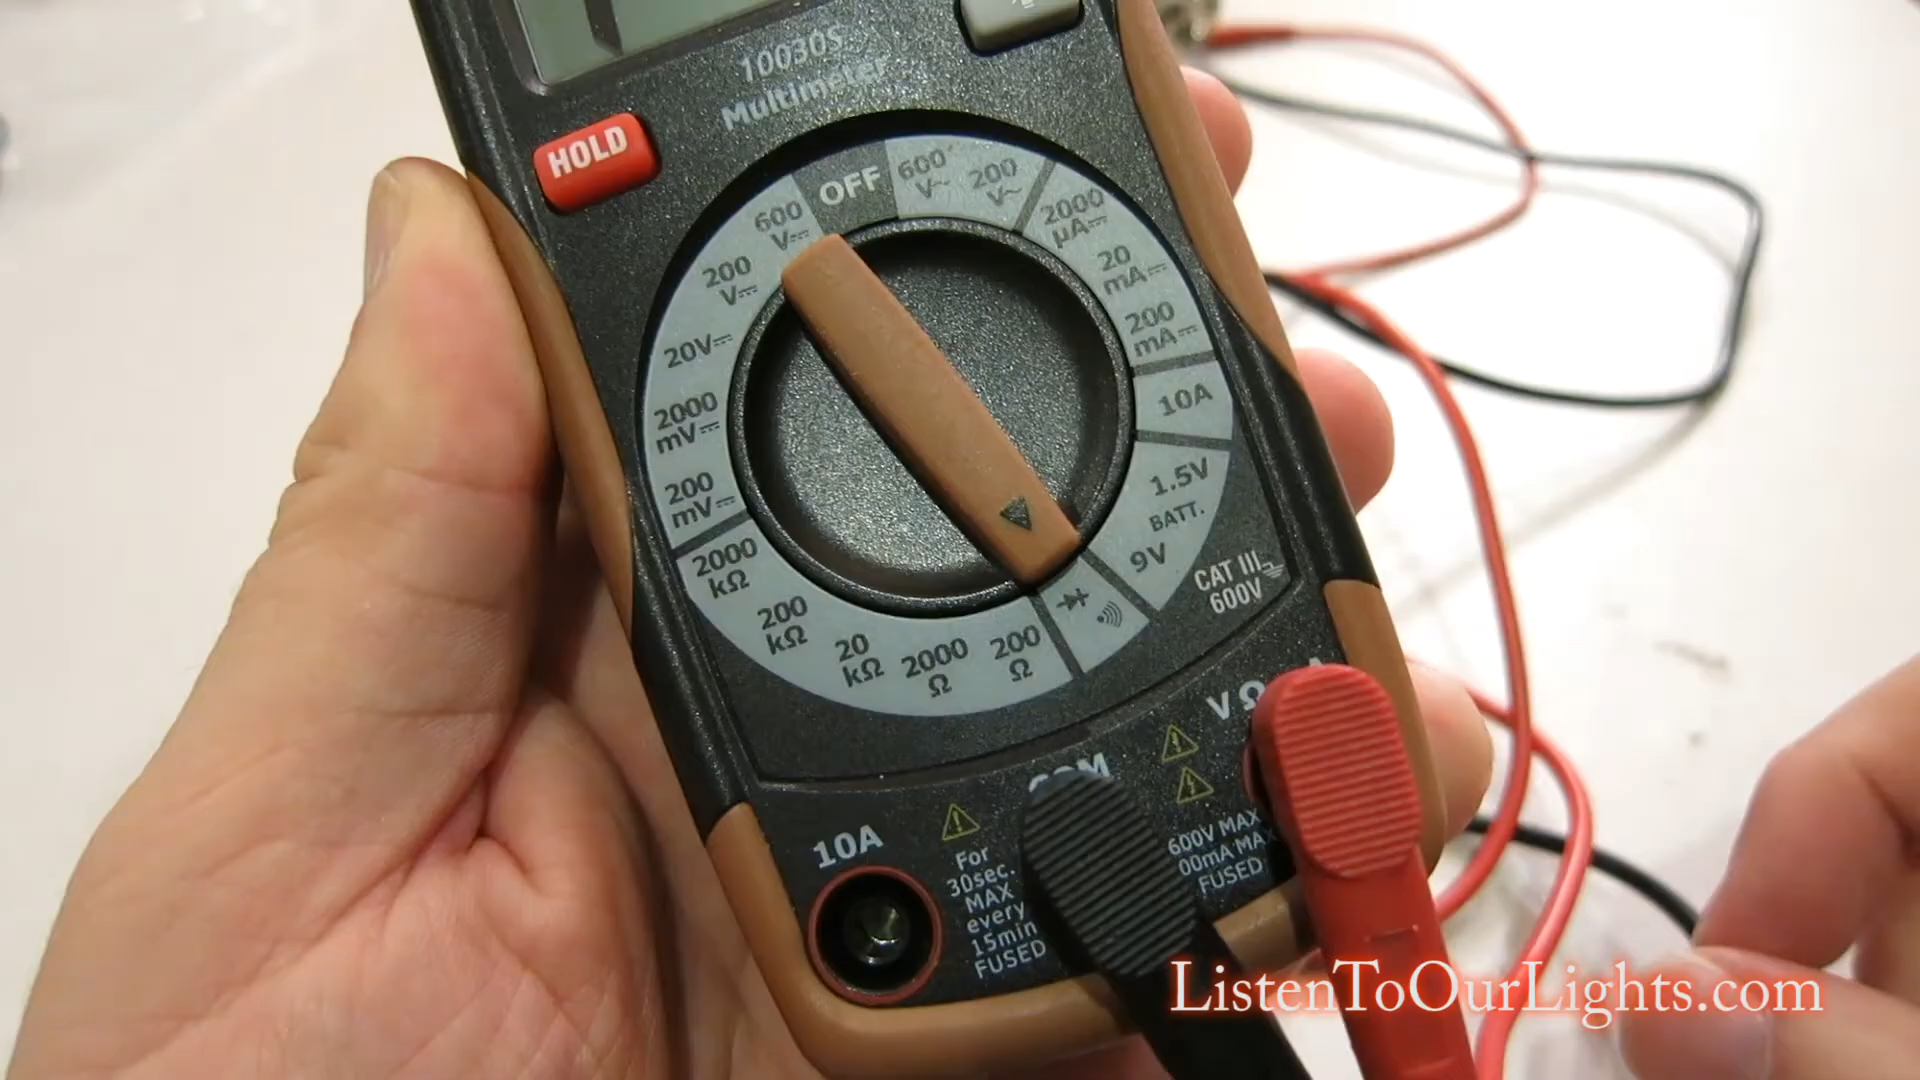 10030S
Multimeter
HOLD
OFF
600
V
200
V
2000
µA
20
mA
200
mA
10A
1.5V
BATT.
9V
600
V
200
V
20V
2000
mV
200
mV
2000
kΩ
200
kΩ
20
kΩ
2000
Ω
200
Ω
CAT III
600V
V Ω
10A
For
30sec.
MAX
every
15min
FUSED
600V MAX
00mA MAX
FUSED
ListenToOurLights.com